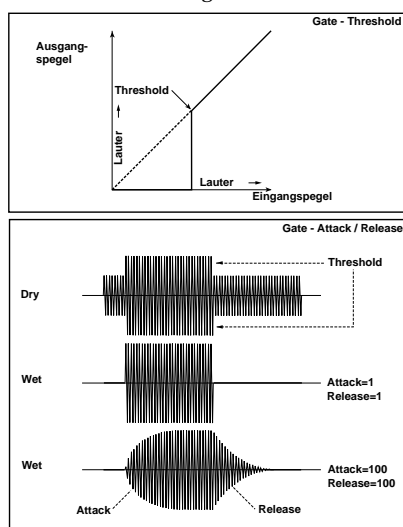 Gate - Threshold
Ausgang-
spegel
Threshold
Lauter
Lauter
Eingangspegel
Gate - Attack / Release
Threshold
Dry
Wet
Attack=1
Release=1
Wet
Attack=100
Release=100
Attack
Release